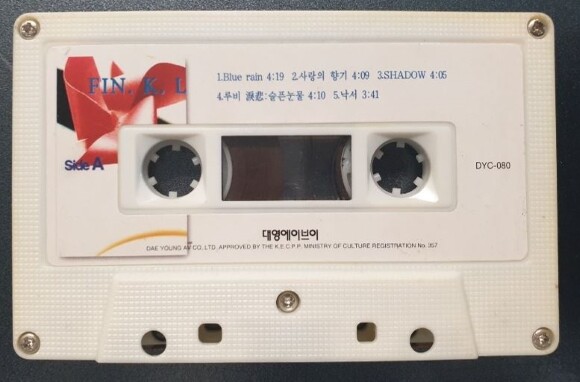 FIN. K. L
1.Blue rain 4:19 2.사랑의 향기 4:09 3.SHADOW 4:05
4.루비 淚悲:슬픈눈물 4:10 5.낙서 3:41
Side A
DYC-080
대영에이브이
DAE YOUNG AV CO, LTD, APPROVED BY THE K.E.C.P.P. MINISTRY OF CULTURE REGISTRATION No. 367